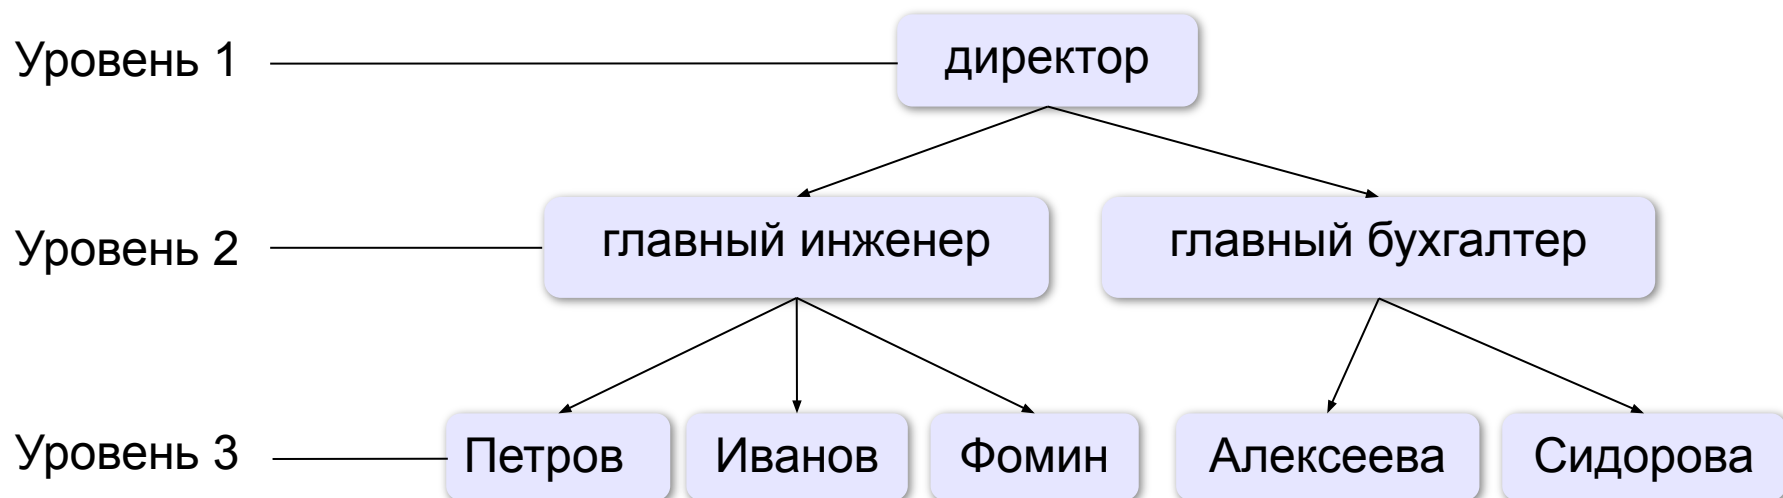 Уровень 1
директор
Уровень 2
главный инженер
главный бухгалтер
Уровень 3
Петров
Иванов
Фомин
Алексеева
Сидорова